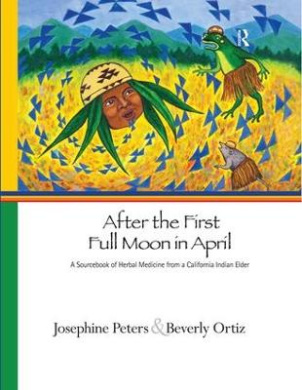 R
After the First
Full Moon in April
A Sourcebook of Herbal Medicine from a California Indian Elder
Josephine Peters & Beverly Ortiz